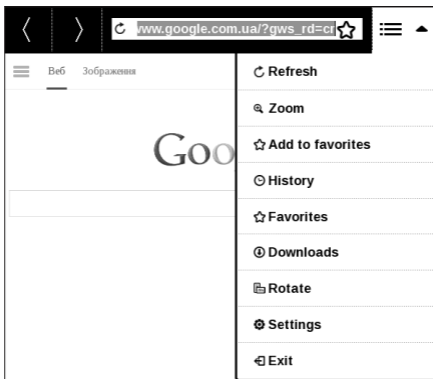 www.google.com.ua/?gws_rd=cr
Веб Зображення
Goo
Refresh
Zoom
Add to favorites
History
Favorites
Downloads
Rotate
Settings
Exit